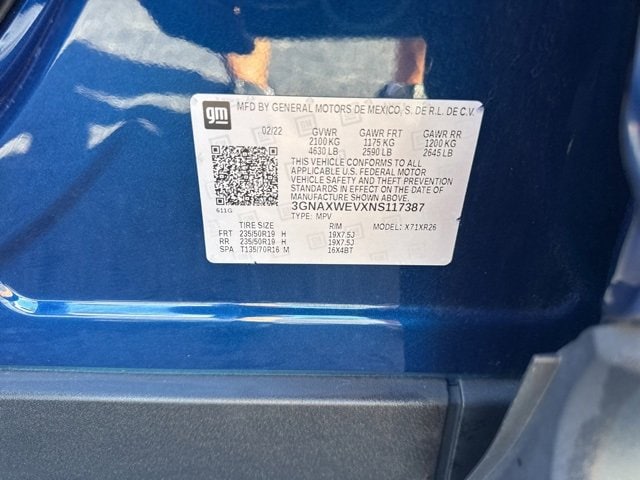 gm MFD BY GENERAL MOTORS DE MEXICO, S. DE R.L. DE C.V.
02/22 GVWR GAWR FRT GAWR RR
2100 KG 1175 KG 1200 KG
4630 LB 2590 LB 2645 LB
THIS VEHICLE CONFORMS TO ALL
APPLICABLE U.S. FEDERAL MOTOR
VEHICLE SAFETY AND THEFT PREVENTION
STANDARDS IN EFFECT ON THE DATE OF
MANUFACTURE SHOWN ABOVE.
3GNAXWEVXNS117387
611G TYPE: MPV
TIRE SIZE RIM MODEL: X71XR26
FRT 235/50R19 H 19X7.5J
RR 235/50R19 H 19X7.5J
SPA T135/70R16 M 16X4BT